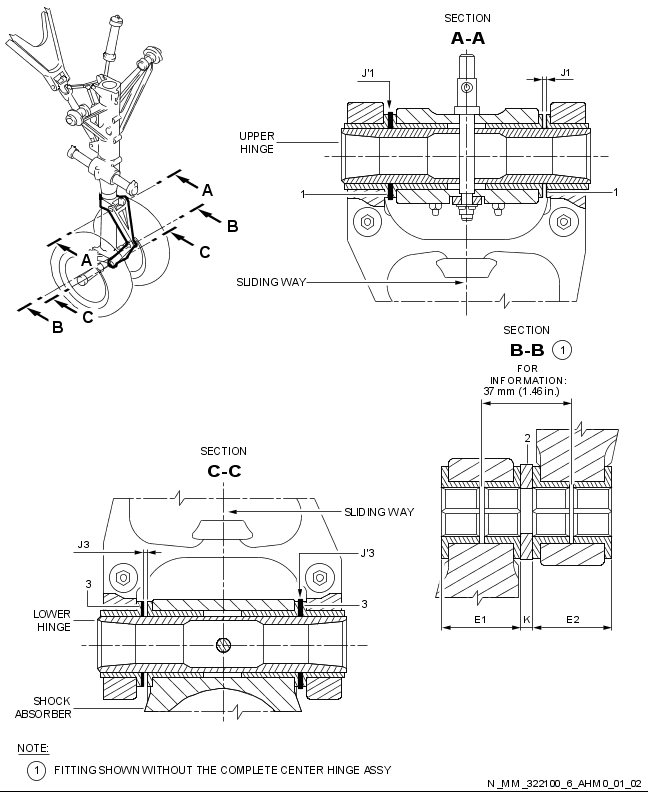 SECTION
A-A
J'1
J1
UPPER
HINGE
1
1
A
B
C
A
C
B
SLIDING WAY
SECTION
B-B 1
FOR
INFORMATION:
37 mm (1.46 in.)
2
SECTION
C-C
SLIDING WAY
J3
J'3
3
3
LOWER
HINGE
E1
K
E2
SHOCK
ABSORBER
NOTE:
1 FITTING SHOWN WITHOUT THE COMPLETE CENTER HINGE ASSY
N_MM_322100_6_AHM0_01_02